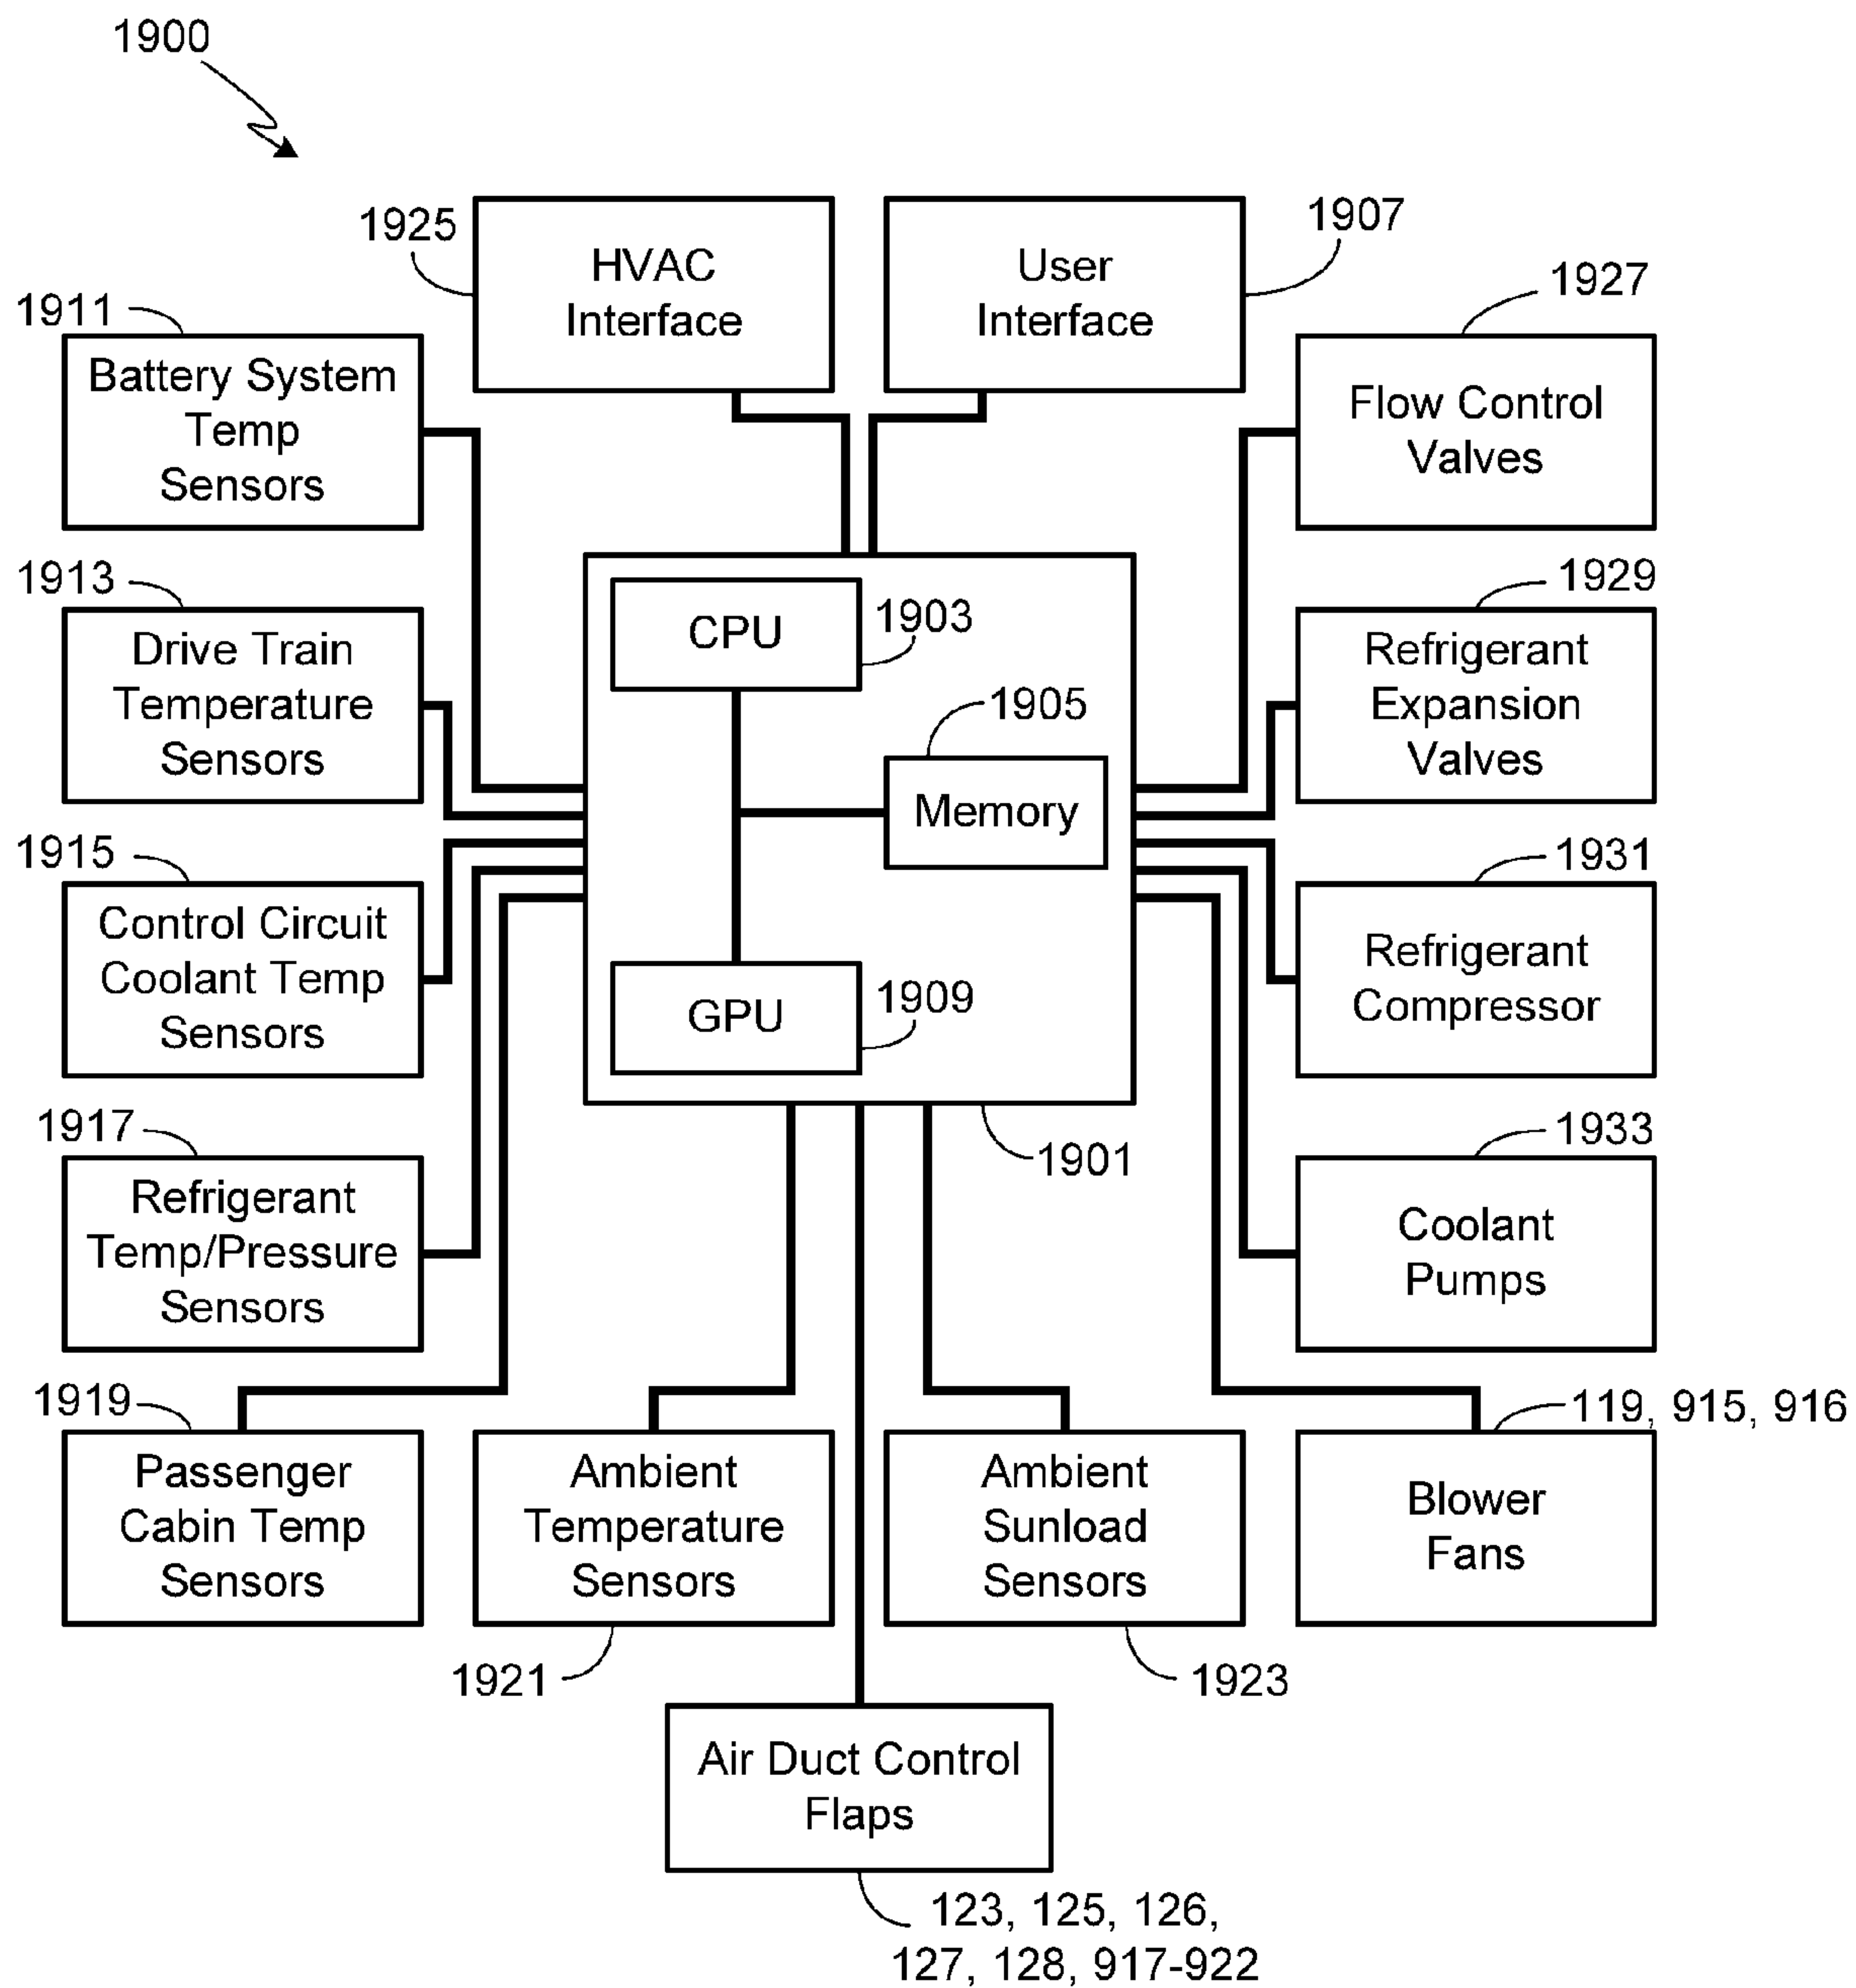 1900
1925
HVAC
Interface
User
Interface
1907
1911
Battery System
Temp
Sensors
1927
Flow Control
Valves
1913
Drive Train
Temperature
Sensors
CPU
1903
1905
Memory
GPU
1909
1901
1929
Refrigerant
Expansion
Valves
1915
Control Circuit
Coolant Temp
Sensors
1931
Refrigerant
Compressor
1917
Refrigerant
Temp/Pressure
Sensors
1933
Coolant
Pumps
1919
Passenger
Cabin Temp
Sensors
Ambient
Temperature
Sensors
1921
Ambient
Sunload
Sensors
1923
119, 915, 916
Blower
Fans
Air Duct Control
Flaps
123, 125, 126,
127, 128, 917-922